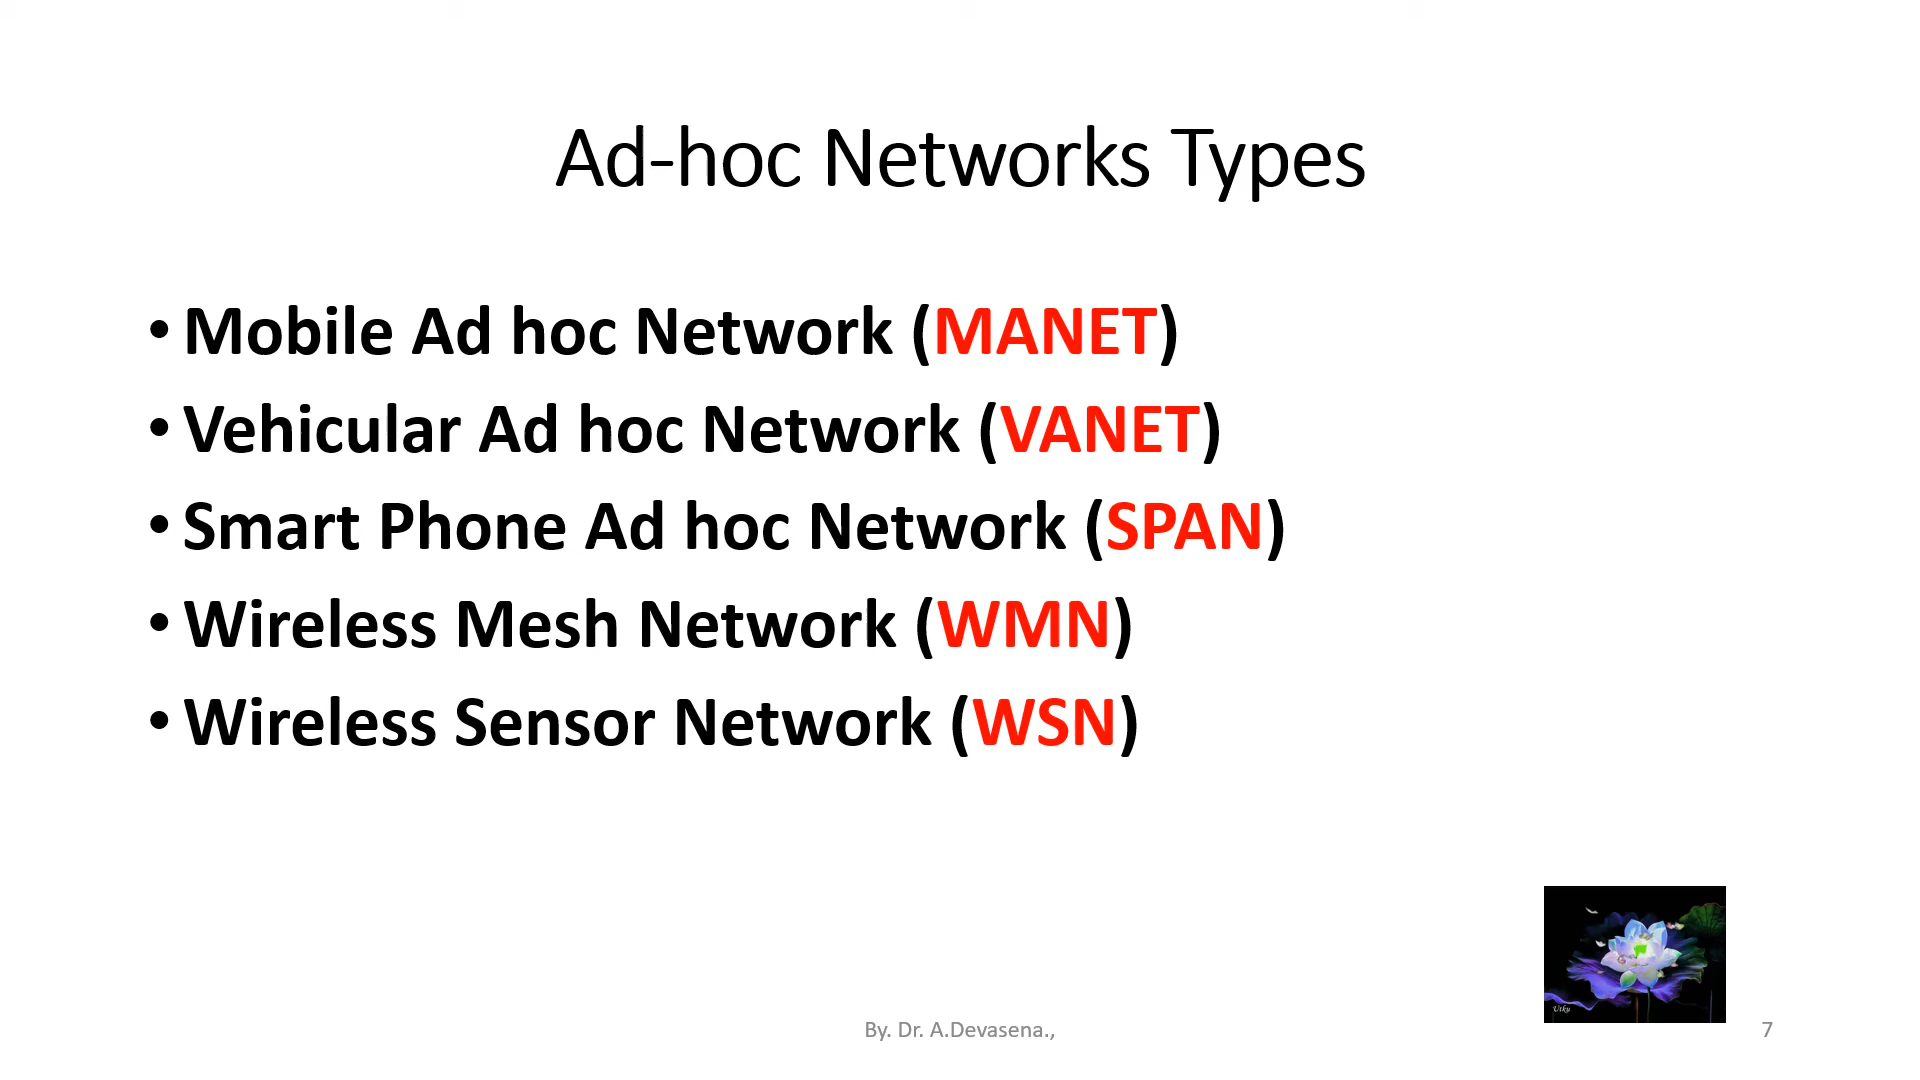 Ad-hoc Networks Types
• Mobile Ad hoc Network (MANET)
• Vehicular Ad hoc Network (VANET)
• Smart Phone Ad hoc Network (SPAN)
• Wireless Mesh Network (WMN)
• Wireless Sensor Network (WSN)
Utky
By. Dr. A.Devasena.,
7